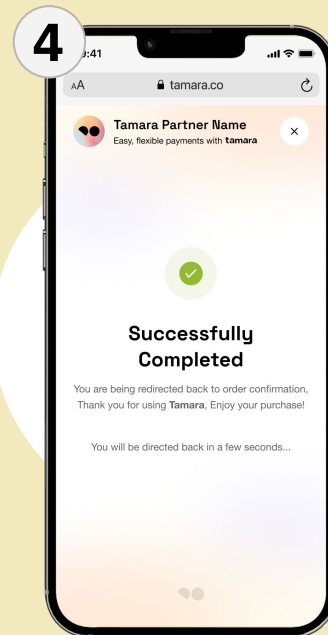 4
9:41
AA tamara.co
Tamara Partner Name
Easy, flexible payments with tamara
Successfully
Completed
You are being redirected back to order confirmation,
Thank you for using Tamara, Enjoy your purchase!
You will be directed back in a few seconds...